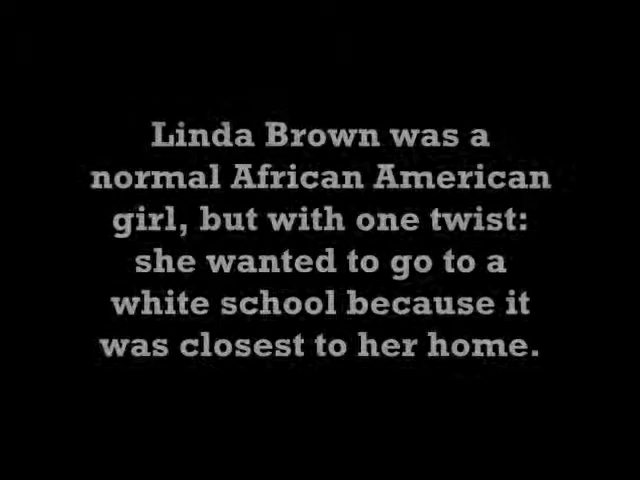 Linda Brown was a
normal African American
girl, but with one twist:
she wanted to go to a
white school because it
was closest to her home.